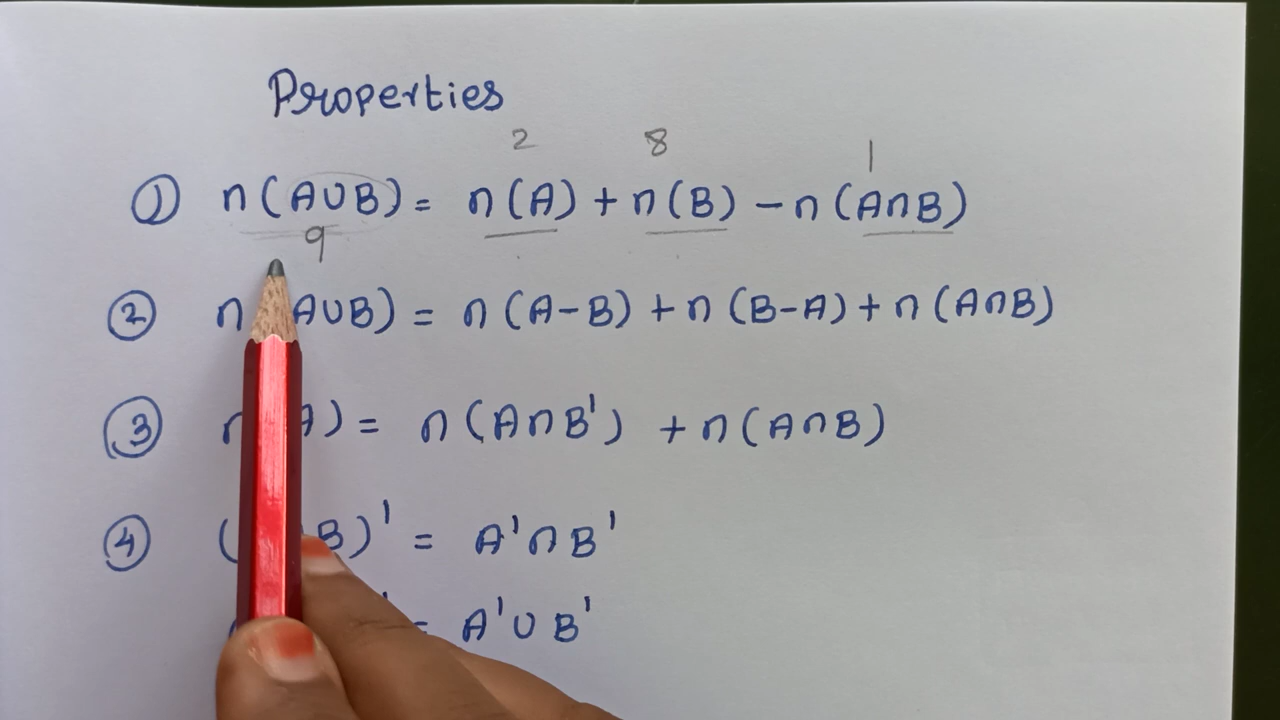 Properties
2 8 1
① n(A∪B) = n(A) + n(B) - n(A∩B)
9
② n A∪B) = n(A-B) + n(B-A) + n(A∩B)
③ n A) = n(A∩B') + n(A∩B)
④ ( B)' = A'∩B'
' = A'∪B'